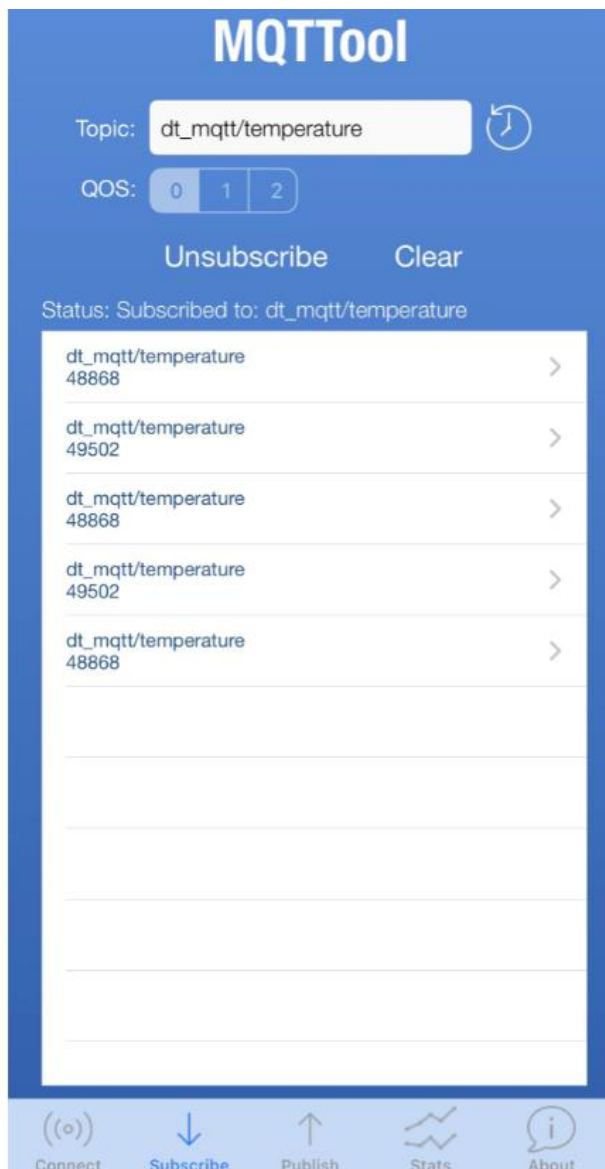 MQTTool
Topic: dt_mqtt/temperature
QOS: 0 1 2
Unsubscribe Clear
Status: Subscribed to: dt_mqtt/temperature
dt_mqtt/temperature
48868
dt_mqtt/temperature
49502
dt_mqtt/temperature
48868
dt_mqtt/temperature
49502
dt_mqtt/temperature
48868
Connect Subscribe Publish Stats About